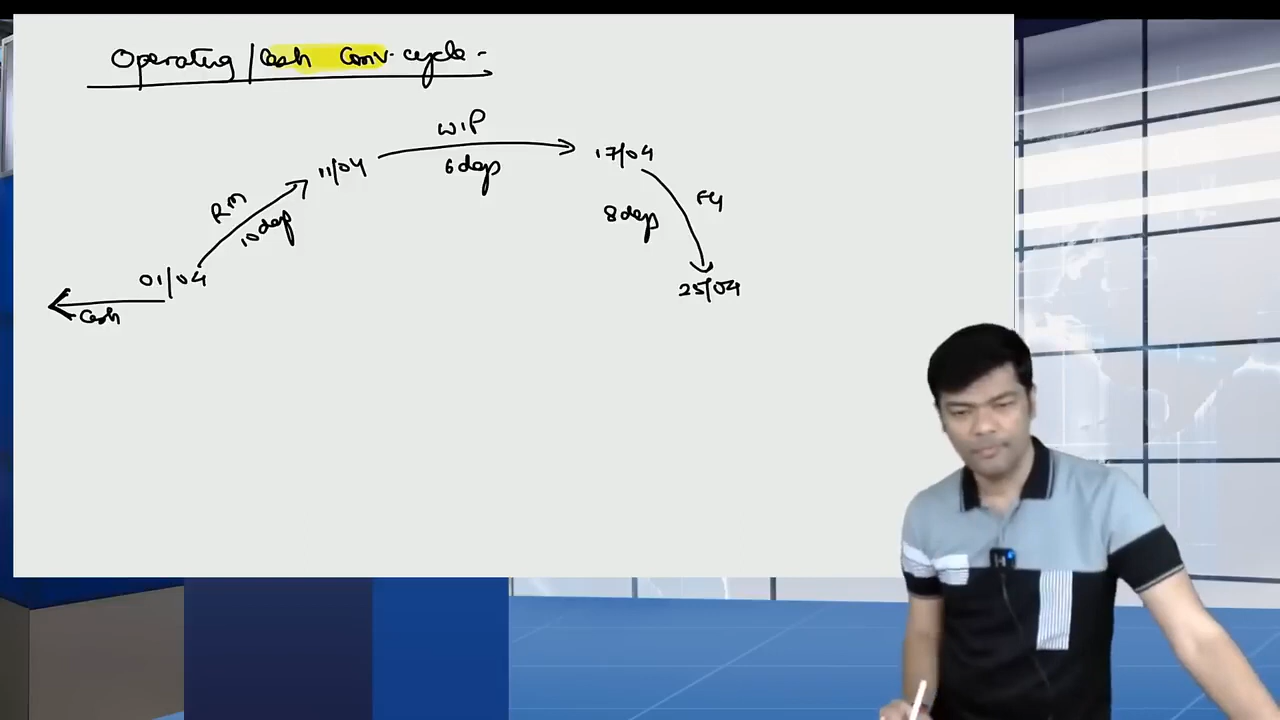 Operating / Cash Conv. cycle -
WIP
11/04
17/04
6 days
RM
FG
10 days
8 days
01/04
25/04
Cash
H